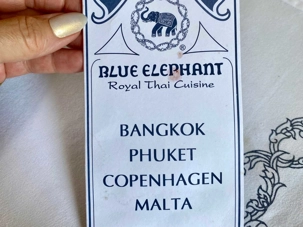 BLUE ELEPHANT
Royal Thai Cuisine
BANGKOK
PHUKET
COPENHAGEN
MALTA